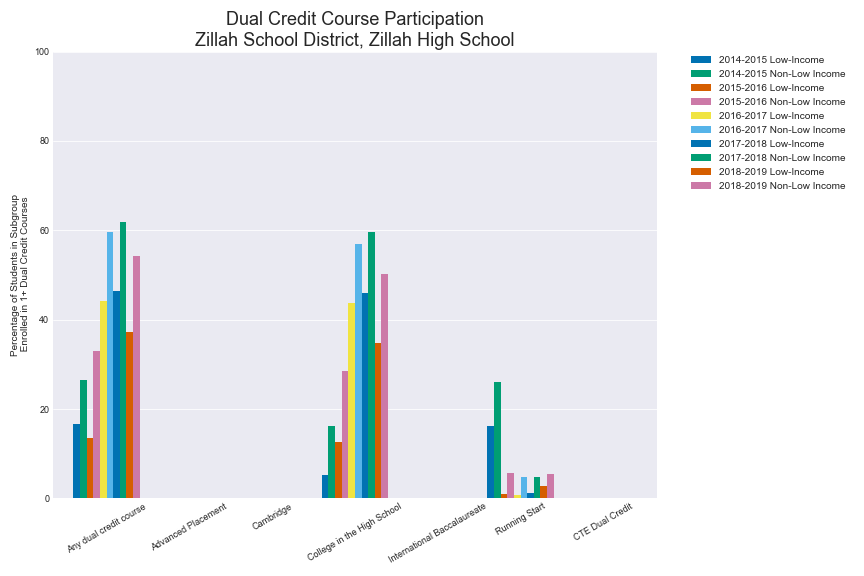 Dual Credit Course Participation
Zillah School District, Zillah High School
Percentage of Students in Subgroup
Enrolled in 1+ Dual Credit Courses
100
80
60
40
20
0
Any dual credit course
Advanced Placement
Cambridge
College in the High School
International Baccalaureate
Running Start
CTE Dual Credit
2014-2015 Low-Income
2014-2015 Non-Low Income
2015-2016 Low-Income
2015-2016 Non-Low Income
2016-2017 Low-Income
2016-2017 Non-Low Income
2017-2018 Low-Income
2017-2018 Non-Low Income
2018-2019 Low-Income
2018-2019 Non-Low Income